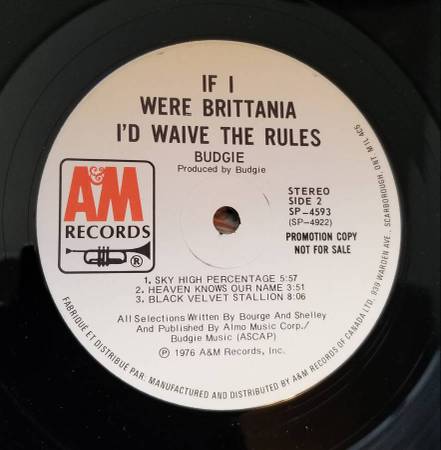 IF I
WERE BRITTANIA
I'D WAIVE THE RULES
BUDGIE
Produced by Budgie
A&M
RECORDS
®
STEREO
SIDE 2
SP-4593
(SP-4922)
PROMOTION COPY
NOT FOR SALE
1. SKY HIGH PERCENTAGE 5:57
2. HEAVEN KNOWS OUR NAME 3:51
3. BLACK VELVET STALLION 8:06
All Selections Written By Bourge And Shelley
And Published By Almo Music Corp./
Budgie Music (ASCAP)
℗ 1976 A&M Records, Inc.
FABRIQUÉ ET DISTRIBUÉ PAR: MANUFACTURED AND DISTRIBUTED BY A&M RECORDS OF CANADA LTD. 939 WARDEN AVE., SCARBOROUGH, ONT M1L 4C5